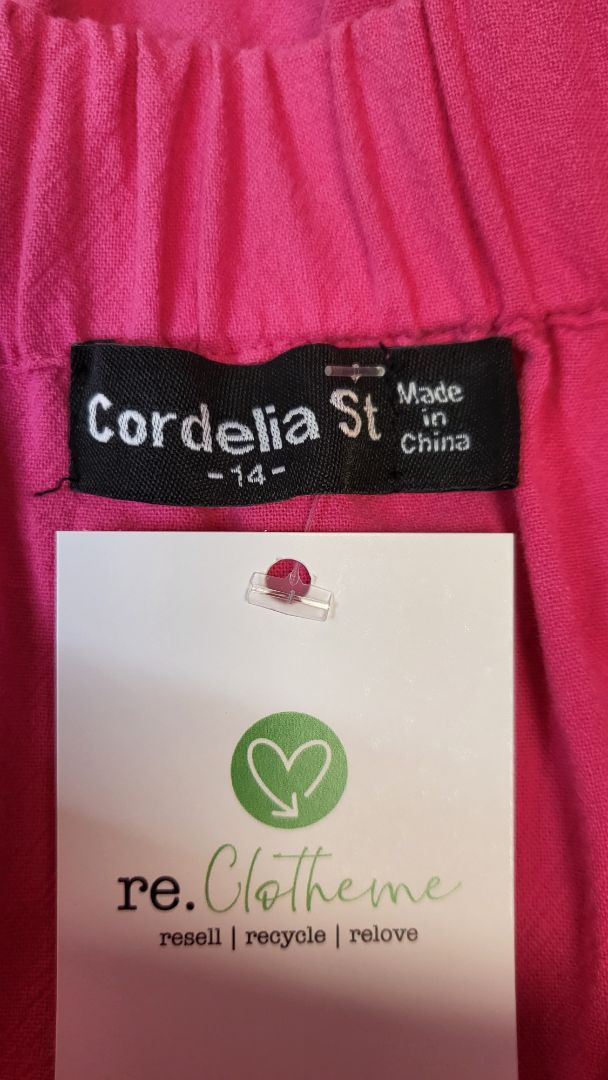 Cordelia St
-14-
Made
in
China
re.Clotheme
resell | recycle | relove